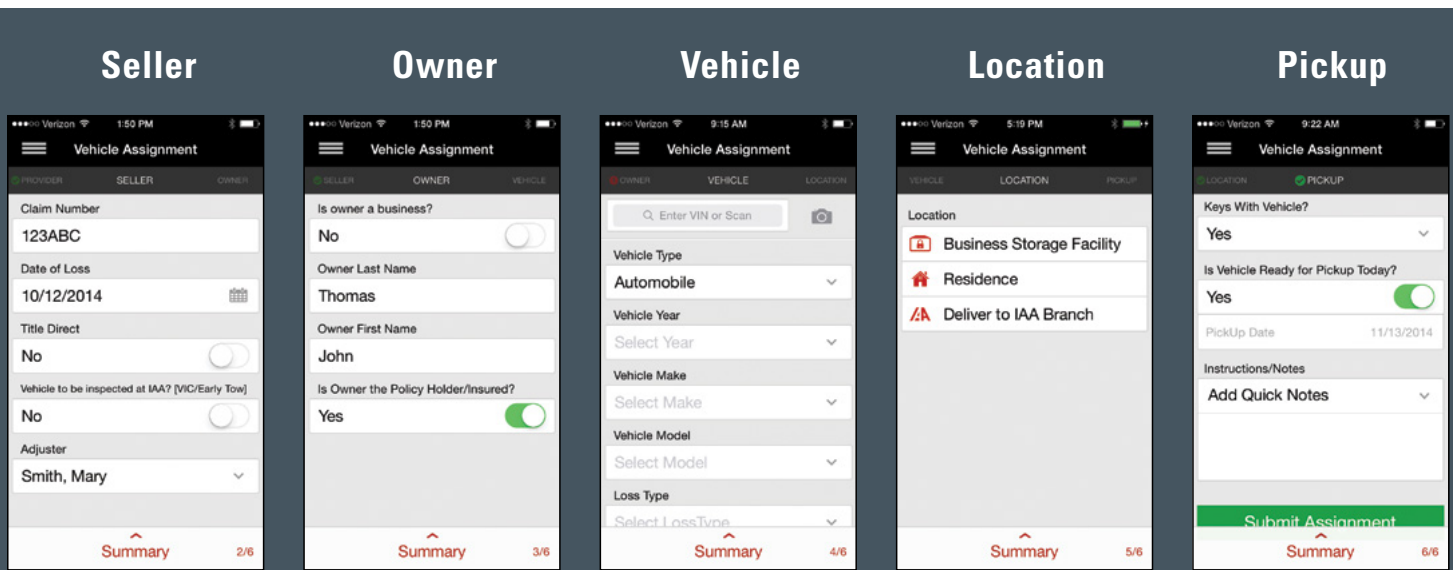 Seller
Verizon 1:50 PM
Vehicle Assignment
PROVIDER SELLER OWNER
Claim Number
123ABC
Date of Loss
10/12/2014
Title Direct
No
Vehicle to be inspected at IAA? [VIC/Early Tow]
No
Adjuster
Smith, Mary
Summary 2/6
Owner
Verizon 1:50 PM
Vehicle Assignment
SELLER OWNER VEHICLE
Is owner a business?
No
Owner Last Name
Thomas
Owner First Name
John
Is Owner the Policy Holder/Insured?
Yes
Summary 3/6
Vehicle
Verizon 9:15 AM
Vehicle Assignment
OWNER VEHICLE LOCATION
Enter VIN or Scan
Vehicle Type
Automobile
Vehicle Year
Select Year
Vehicle Make
Select Make
Vehicle Model
Select Model
Loss Type
Select LossType
Summary 4/6
Location
Verizon 5:19 PM
Vehicle Assignment
VEHICLE LOCATION PICKUP
Location
Business Storage Facility
Residence
IAA Deliver to IAA Branch
Summary 5/6
Pickup
Verizon 9:22 AM
Vehicle Assignment
LOCATION PICKUP
Keys With Vehicle?
Yes
Is Vehicle Ready for Pickup Today?
Yes
PickUp Date 11/13/2014
Instructions/Notes
Add Quick Notes
Submit Assignment
Summary 6/6